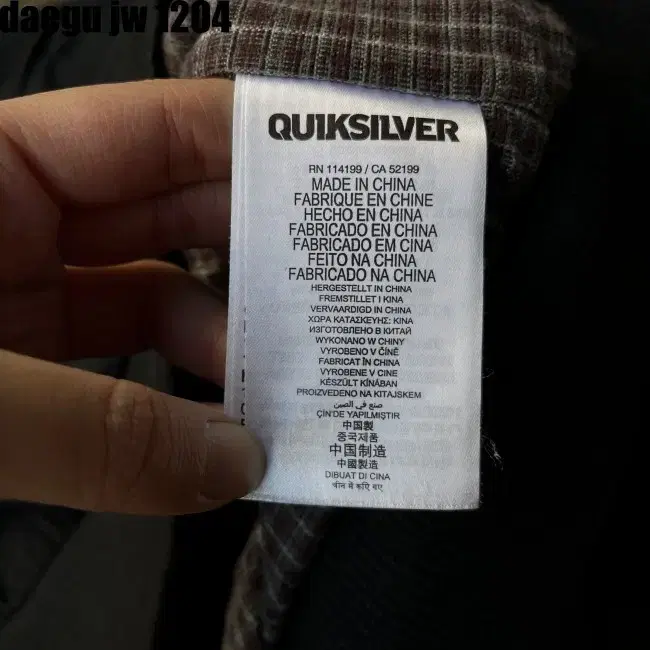 daegu jw 1204
QUIKSILVER
RN 114199 / CA 52199
MADE IN CHINA
FABRIQUE EN CHINE
HECHO EN CHINA
FABRICADO EN CHINA
FABRICADO EM CINA
FEITO NA CHINA
FABRICADO NA CHINA
HERGESTELLT IN CHINA
FREMSTILLET I KINA
VERVAARDIGD IN CHINA
ΧΩΡΑ ΚΑΤΑΣΚΕΥΗΣ: ΚΙΝΑ
ИЗГОТОВЛЕНО В КИТАЙ
WYKONANO W CHINY
VYROBENO V ČÍNĚ
FABRICAT ÎN CHINA
VYROBENE V CINE
KÉSZÜLT KÍNÁBAN
PROIZVEDENO NA KITAJSKEM
صنع في الصين
ÇİN'DE YAPILMIŞTIR
中国製
중국제품
中国制造
中國製造
DIBUAT DI CINA
चीन में